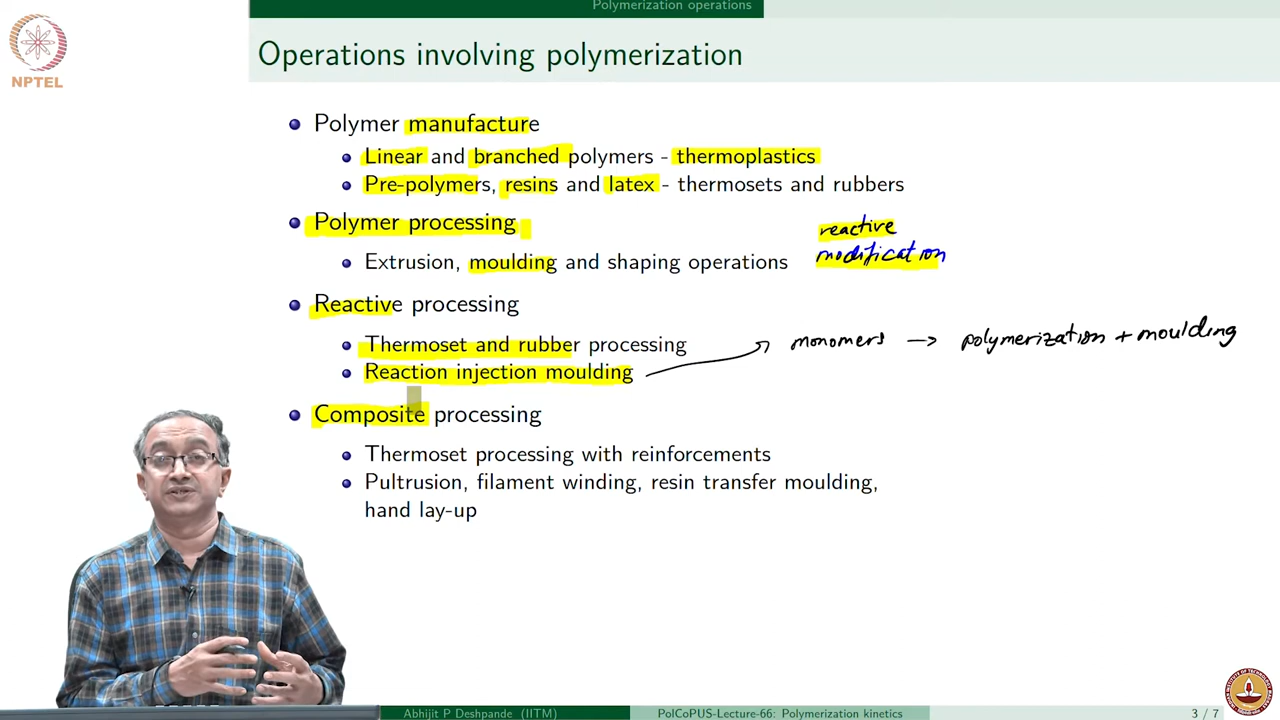 Polymerization operations
NPTEL
Operations involving polymerization
Polymer manufacture
Linear and branched polymers - thermoplastics
Pre-polymers, resins and latex - thermosets and rubbers
Polymer processing
reactive
modification
Extrusion, moulding and shaping operations
Reactive processing
Thermoset and rubber processing
monomers → polymerization + moulding
Reaction injection moulding
Composite processing
Thermoset processing with reinforcements
Pultrusion, filament winding, resin transfer moulding,
hand lay-up
Abhijit P Deshpande (IITM)
PolCoPUS-Lecture-66: Polymerization kinetics
3 / 7